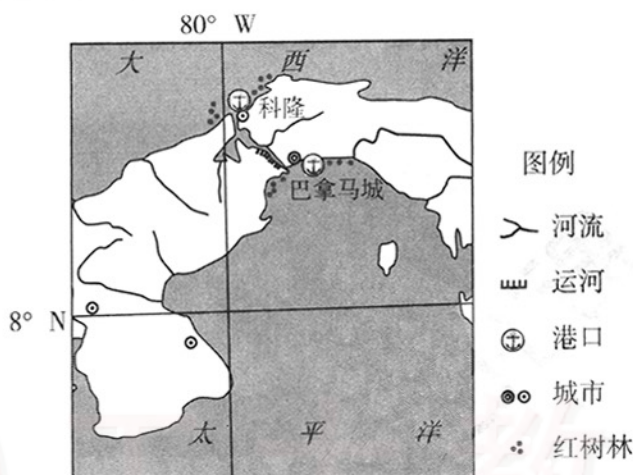 80° W
大 西 洋
科隆
巴拿马城
8° N
太 平 洋
图例
河流
运河
港口
城市
红树林